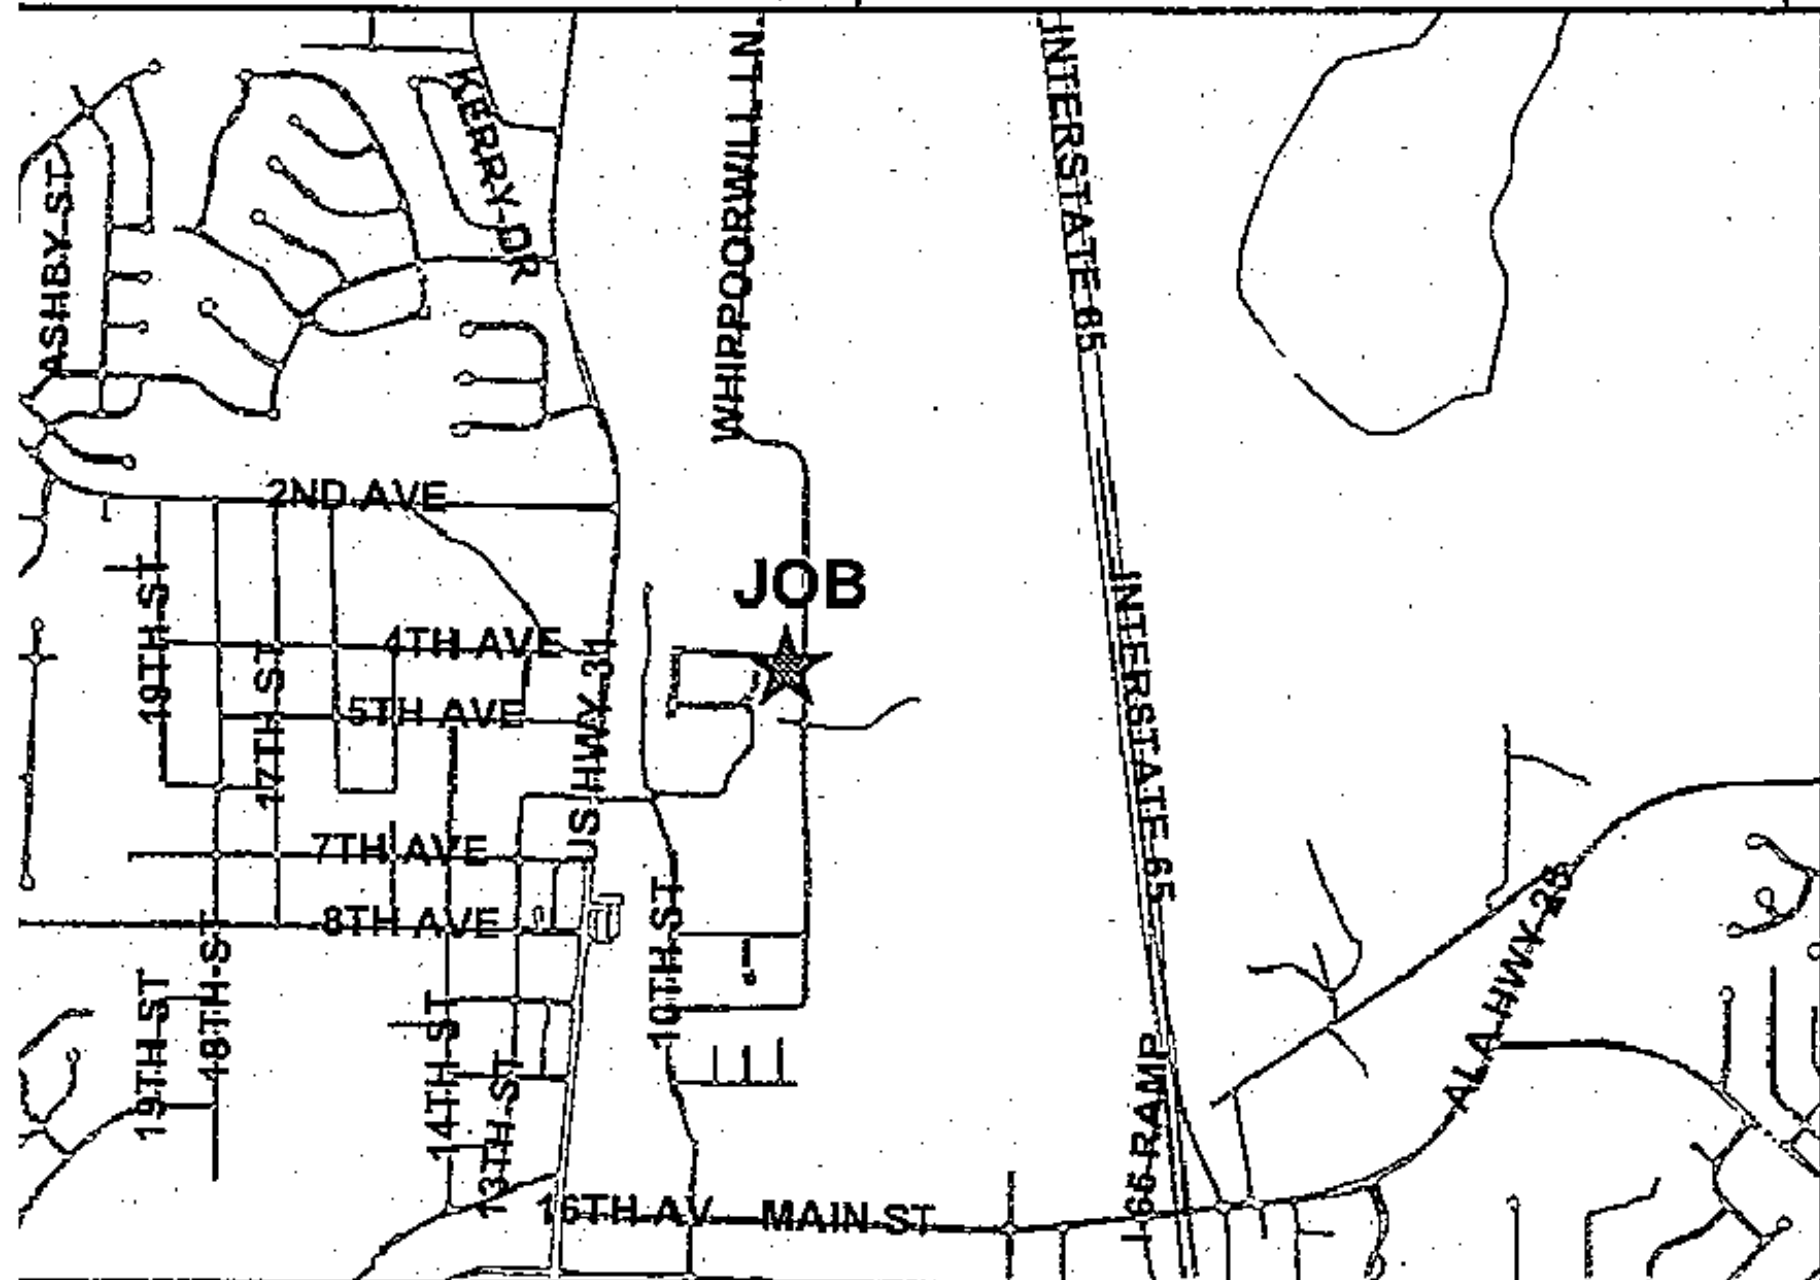 KERRY DR
WHIPPOORWILL LN
INTERSTATE 65
ASHBY ST
2ND AVE
JOB
INTERSTATE 65
19TH ST
4TH AVE
17TH ST
5TH AVE
US HWY 31
7TH AVE
8TH AVE
10TH ST
ALA HWY 25
19TH ST
18TH ST
14TH ST
13TH ST
I 65 RAMP
16TH AV
MAIN ST